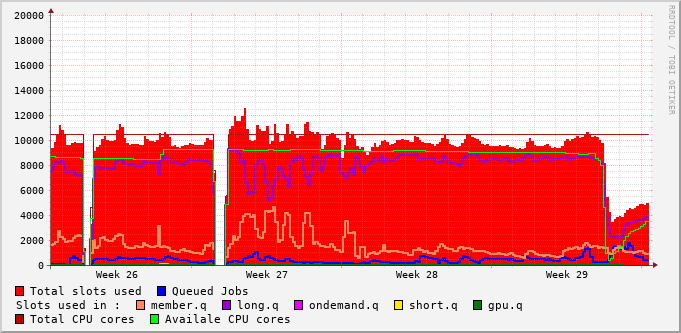 20000
18000
16000
14000
12000
10000
8000
6000
4000
2000
0
Week 26 Week 27 Week 28 Week 29
RRDTOOL / TOBI OETIKER
Total slots used Queued Jobs
Slots used in : member.q long.q ondemand.q short.q gpu.q
Total CPU cores Availale CPU cores